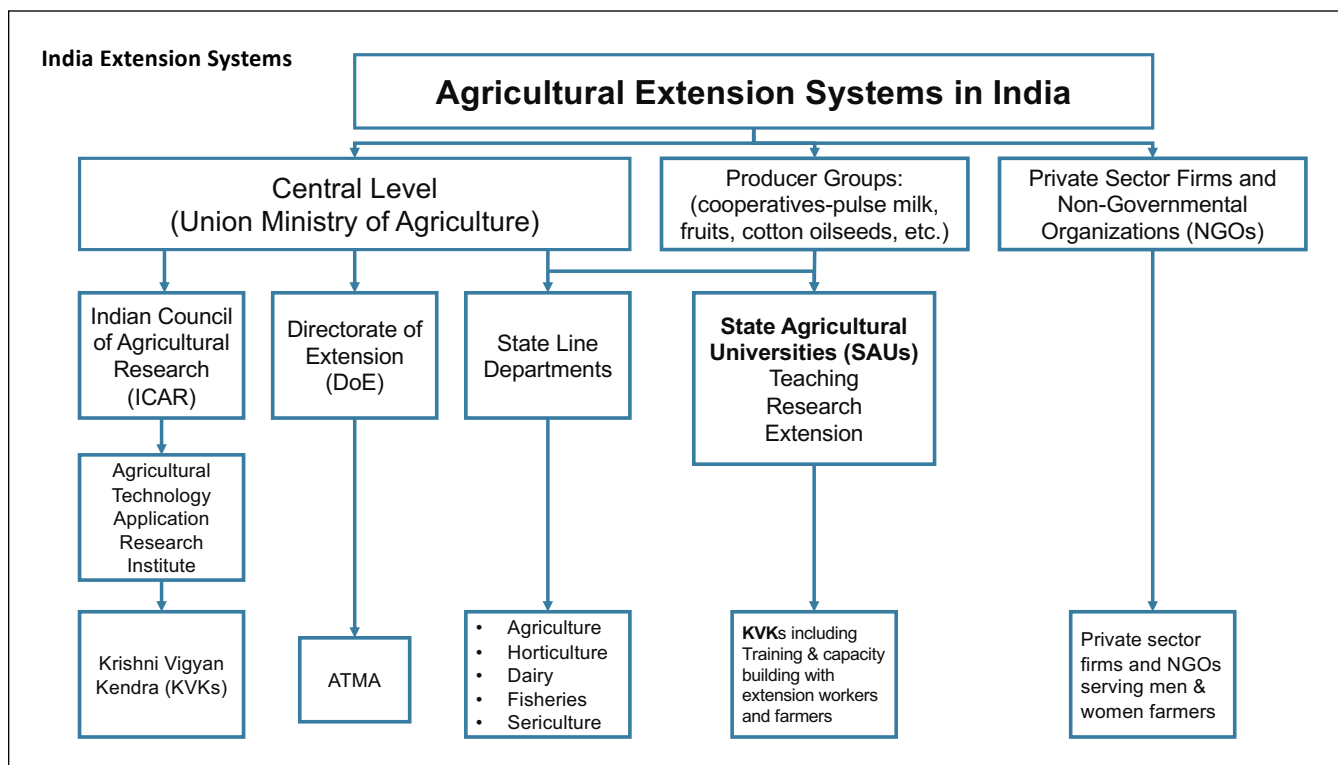 India Extension Systems
Agricultural Extension Systems in India
Central Level
(Union Ministry of Agriculture)
Producer Groups:
(cooperatives-pulse milk,
fruits, cotton oilseeds, etc.)
Private Sector Firms and
Non-Governmental
Organizations (NGOs)
Indian Council
of Agricultural
Research
(ICAR)
Directorate of
Extension
(DoE)
State Line
Departments
State Agricultural
Universities (SAUs)
Teaching
Research
Extension
Agricultural
Technology
Application
Research
Institute
Krishni Vigyan
Kendra (KVKs)
ATMA
• Agriculture
• Horticulture
• Dairy
• Fisheries
• Sericulture
KVKs including
Training & capacity
building with
extension workers
and farmers
Private sector
firms and NGOs
serving men &
women farmers